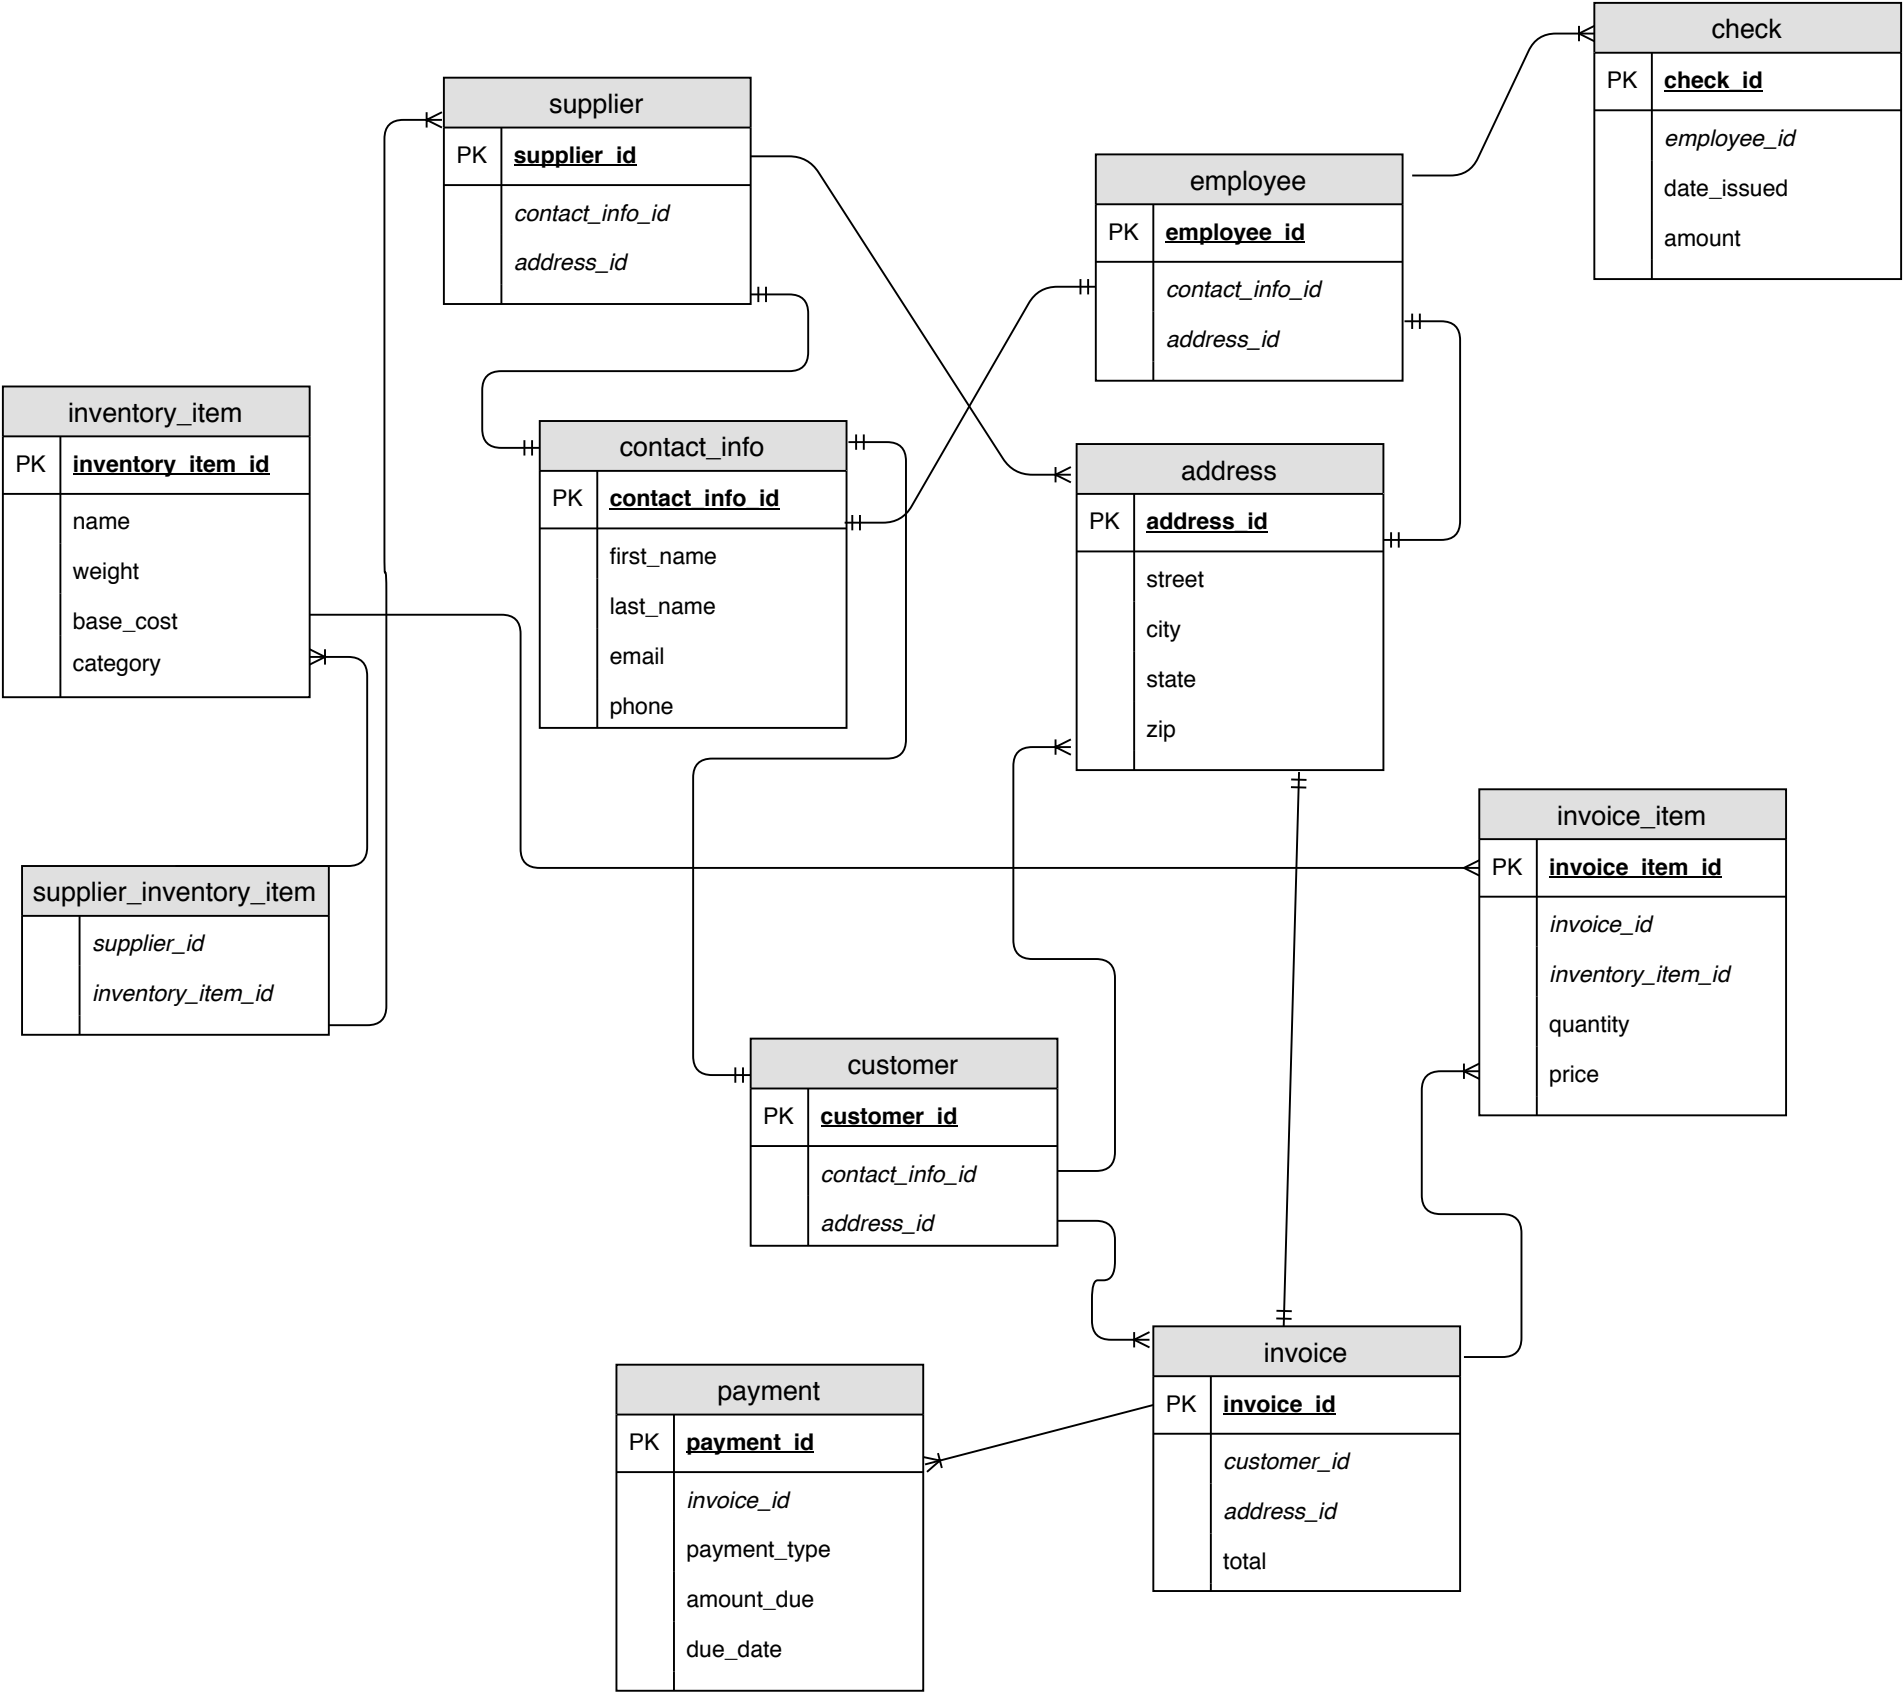 check
PK check_id
employee_id
date_issued
amount
supplier
PK supplier_id
contact_info_id
address_id
employee
PK employee_id
contact_info_id
address_id
inventory_item
PK inventory_item_id
name
weight
base_cost
category
contact_info
PK contact_info_id
first_name
last_name
email
phone
address
PK address_id
street
city
state
zip
invoice_item
PK invoice_item_id
invoice_id
inventory_item_id
quantity
price
supplier_inventory_item
supplier_id
inventory_item_id
customer
PK customer_id
contact_info_id
address_id
invoice
PK invoice_id
customer_id
address_id
total
payment
PK payment_id
invoice_id
payment_type
amount_due
due_date